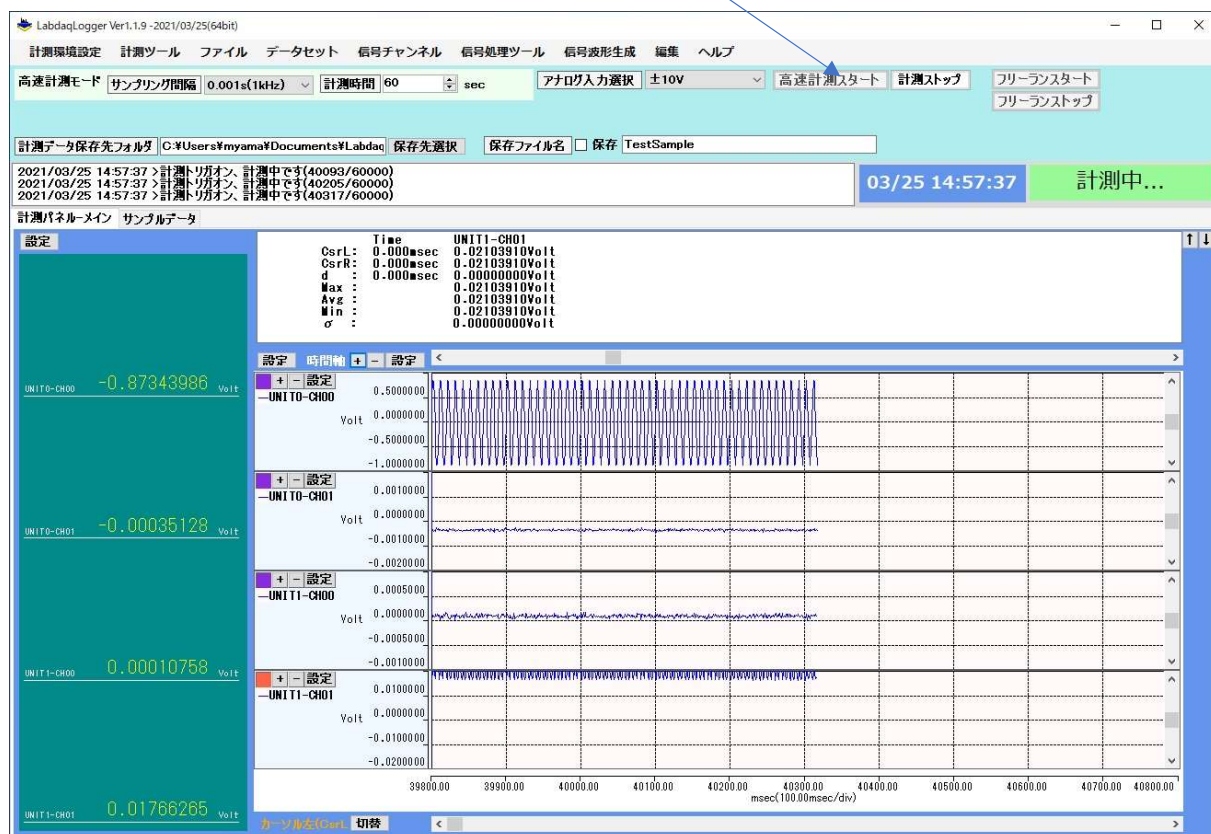 LabdaqLogger Ver1.1.9 -2021/03/25(64bit)
計測環境設定 計測ツール ファイル データセット 信号チャンネル 信号処理ツール 信号波形生成 編集 ヘルプ
高速計測モード サンプリング間隔 0.001s(1kHz) 計測時間 60 sec アナログ入力選択 ±10V 高速計測スタート 計測ストップ フリーランスタート
フリーランストップ
計測データ保存先フォルダ C:¥Users¥myama¥Documents¥Labdaq 保存先選択 保存ファイル名 保存 TestSample
2021/03/25 14:57:37 >計測トリガオン、計測中です(40093/60000)
2021/03/25 14:57:37 >計測トリガオン、計測中です(40205/60000)
2021/03/25 14:57:37 >計測トリガオン、計測中です(40317/60000)
03/25 14:57:37 計測中...
計測パネル-メイン サンプルデータ
設定
Time UNIT1-CH01
CsrL: 0.000msec 0.02103910Volt
CsrR: 0.000msec 0.02103910Volt
d : 0.000msec 0.00000000Volt
Max : 0.02103910Volt
Avg : 0.02103910Volt
Min : 0.02103910Volt
σ : 0.00000000Volt
↑ ↓
設定 時間軸 + - 設定 < >
UNIT0-CH00 -0.87343986 Volt
+ - 設定
—UNIT0-CH00
Volt
0.5000000
0.0000000
-0.5000000
-1.0000000
UNIT0-CH01 -0.00035128 Volt
+ - 設定
—UNIT0-CH01
Volt
0.0010000
0.0000000
-0.0010000
-0.0020000
UNIT1-CH00 0.00010758 Volt
+ - 設定
—UNIT1-CH00
Volt
0.0005000
0.0000000
-0.0005000
-0.0010000
UNIT1-CH01 0.01766265 Volt
+ - 設定
—UNIT1-CH01
Volt
0.0100000
0.0000000
-0.0100000
-0.0200000
39800.00 39900.00 40000.00 40100.00 40200.00 40300.00 40400.00 40500.00 40600.00 40700.00 40800.00
msec(100.00msec/div)
カーソル左(CsrL 切替 < >